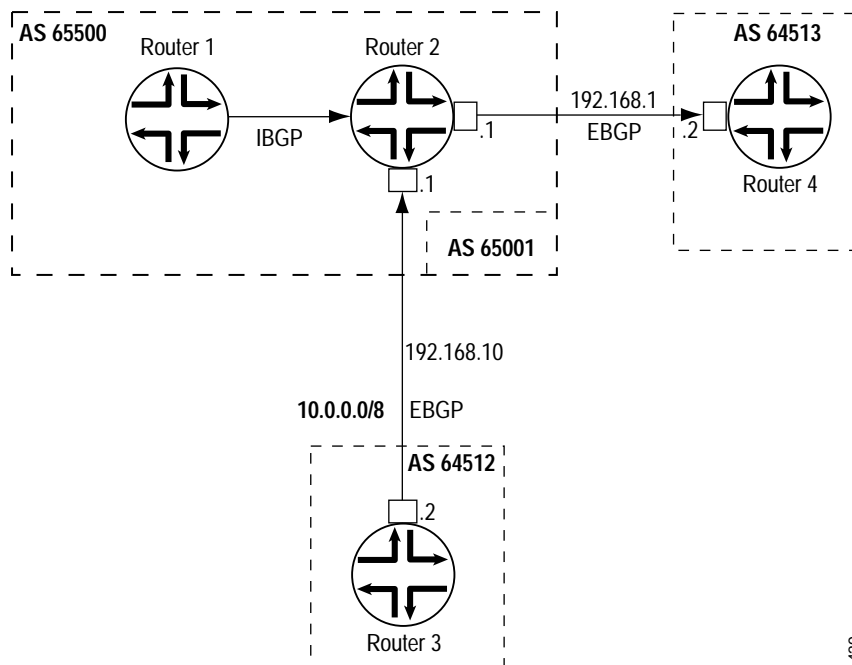 AS 65500
Router 1
Router 2
AS 64513
192.168.1
IBGP
.1
EBGP
.2
.1
Router 4
AS 65001
192.168.10
10.0.0.0/8 EBGP
AS 64512
.2
Router 3